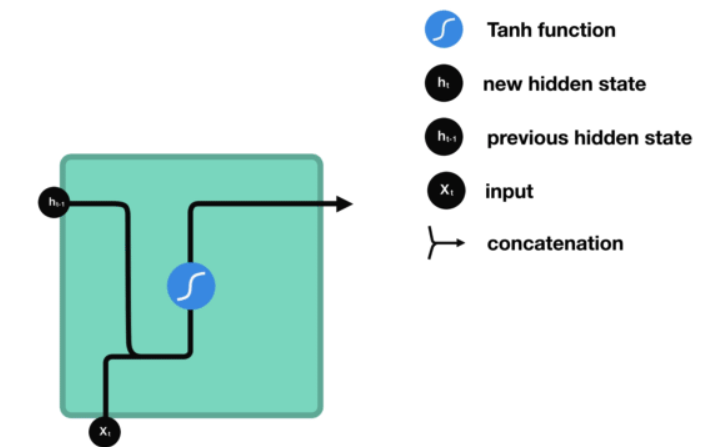 Tanh function
hₜ new hidden state
hₜ₋₁ previous hidden state
Xₜ input
concatenation
hₜ₋₁
Xₜ